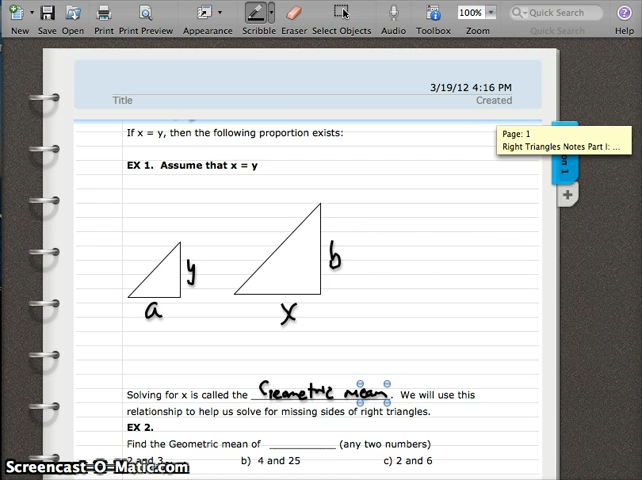 New Save Open Print Print Preview Appearance Scribble Eraser Select Objects Audio Toolbox 100% Zoom Quick Search Quick Search Help
3/19/12 4:16 PM
Title Created
Page: 1
Right Triangles Notes Part I: ...
If x = y, then the following proportion exists:
EX 1. Assume that x = y
y
a
b
x
Solving for x is called the Geometric mean. We will use this
relationship to help us solve for missing sides of right triangles.
EX 2.
Find the Geometric mean of __________ (any two numbers)
2 and 3 b) 4 and 25 c) 2 and 6
Screencast-O-Matic.com